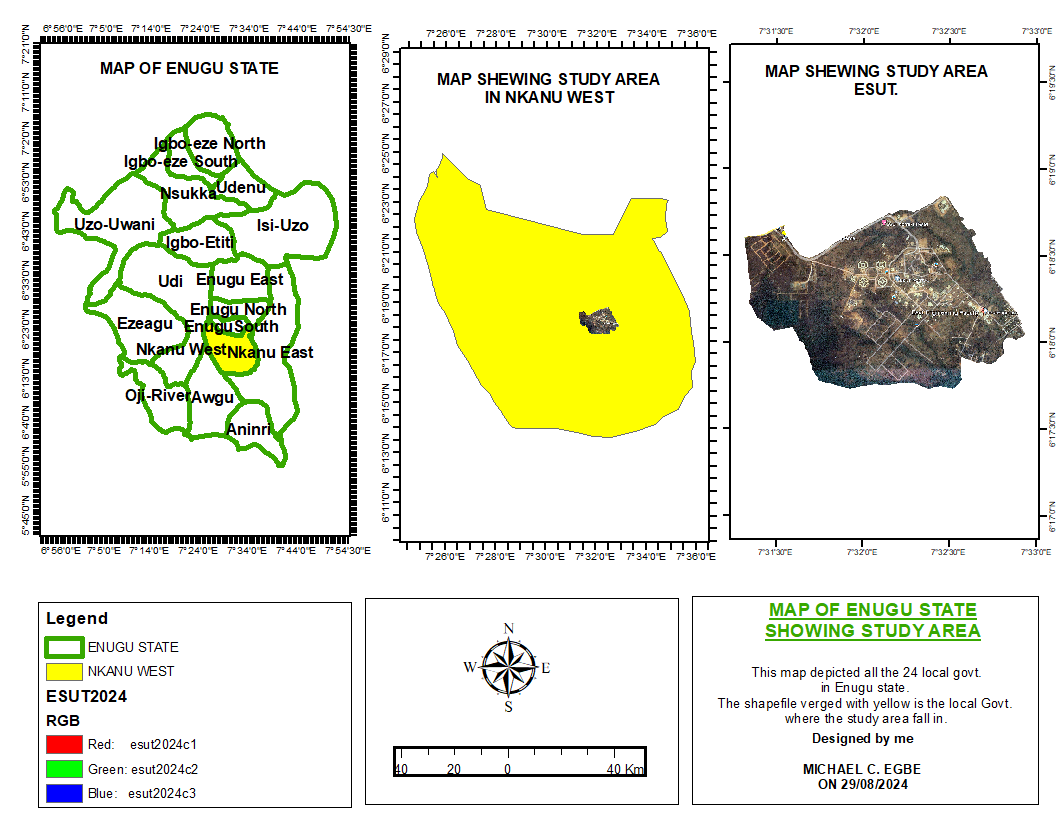 6°56'0"E 7°5'0"E 7°14'0"E 7°24'0"E 7°34'0"E 7°44'0"E 7°54'30"E
7°21'0"N
7°11'0"N
7°2'0"N
6°53'0"N
6°43'0"N
6°33'0"N
6°23'0"N
6°13'0"N
6°4'0"N
5°55'0"N
5°45'0"N
MAP OF ENUGU STATE
Igbo-eze North
Igbo-eze South
Nsukka
Udenu
Uzo-Uwani
Isi-Uzo
Igbo-Etiti
Udi
Enugu East
Enugu North
Ezeagu
Enugu South
Nkanu West
Nkanu East
Oji-River
Awgu
Aninri
6°56'0"E 7°5'0"E 7°14'0"E 7°24'0"E 7°34'0"E 7°44'0"E 7°54'30"E
7°26'0"E 7°28'0"E 7°30'0"E 7°32'0"E 7°34'0"E 7°36'0"E
6°29'0"N
6°27'0"N
6°25'0"N
6°23'0"N
6°21'0"N
6°19'0"N
6°17'0"N
6°15'0"N
6°13'0"N
6°11'0"N
MAP SHEWING STUDY AREA
IN NKANU WEST
7°26'0"E 7°28'0"E 7°30'0"E 7°32'0"E 7°34'0"E 7°36'0"E
7°31'30"E 7°32'0"E 7°32'30"E 7°33'0"E
MAP SHEWING STUDY AREA
ESUT.
6°19'30"N
6°19'0"N
6°18'30"N
6°18'0"N
6°17'30"N
6°17'0"N
7°31'30"E 7°32'0"E 7°32'30"E 7°33'0"E
Legend
ENUGU STATE
NKANU WEST
ESUT2024
RGB
Red: esut2024c1
Green: esut2024c2
Blue: esut2024c3
N
W E
S
40 20 0 40 Km
MAP OF ENUGU STATE
SHOWING STUDY AREA
This map depicted all the 24 local govt.
in Enugu state.
The shapefile verged with yellow is the local Govt.
where the study area fall in.
Designed by me
MICHAEL C. EGBE
ON 29/08/2024